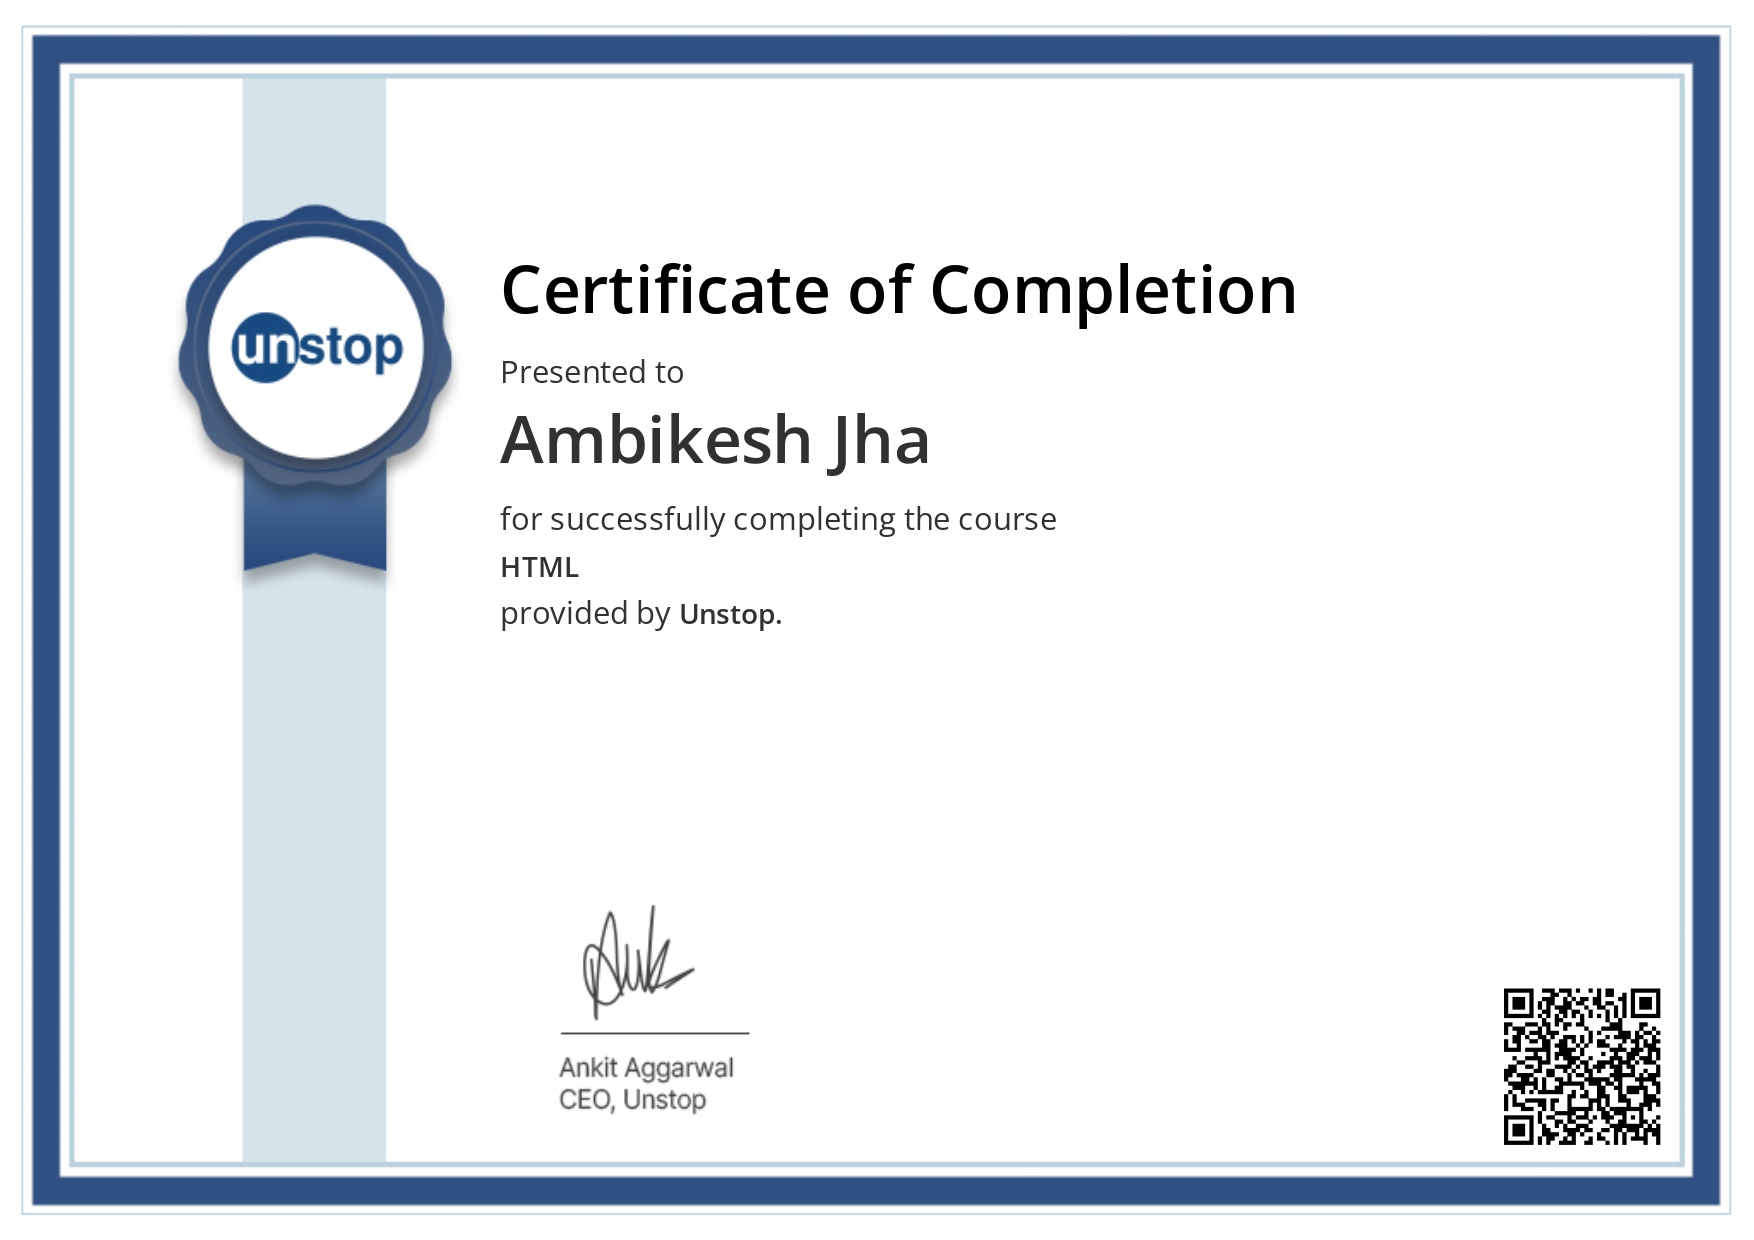 unstop
Certificate of Completion
Presented to
Ambikesh Jha
for successfully completing the course
HTML
provided by Unstop.
Ankit Aggarwal
CEO, Unstop